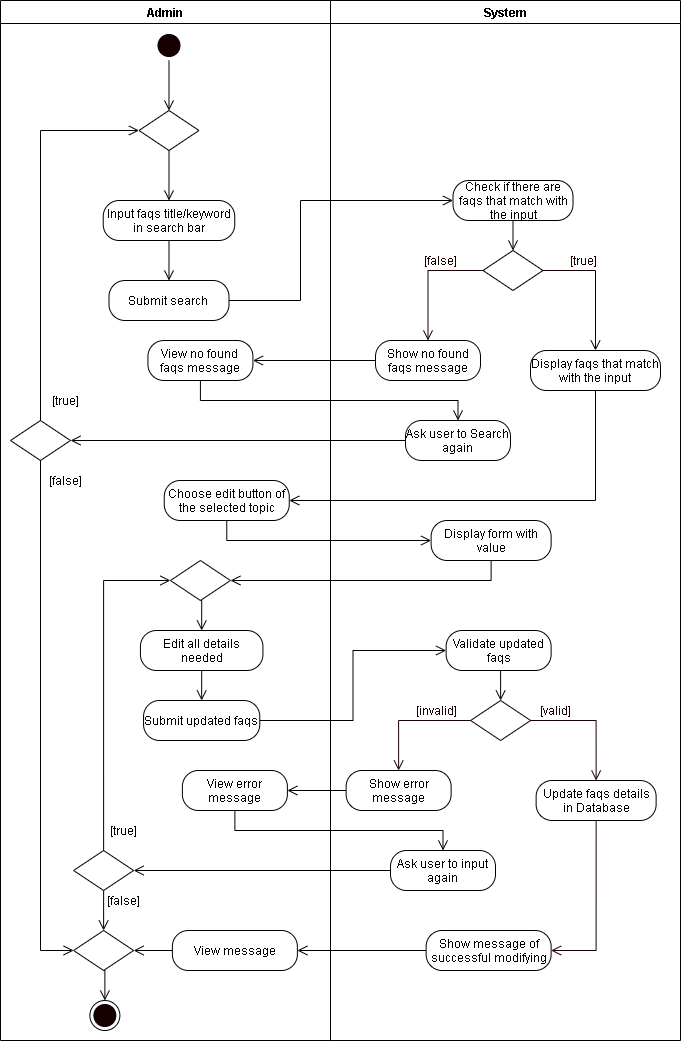 Admin
System
Input faqs title/keyword
in search bar
Check if there are
faqs that match with
the input
Submit search
[false]
[true]
View no found
faqs message
Show no found
faqs message
Display faqs that match
with the input
[true]
Ask user to Search
again
[false]
Choose edit button of
the selected topic
Display form with
value
Edit all details
needed
Validate updated
faqs
Submit updated faqs
[invalid]
[valid]
View error
message
Show error
message
Update faqs details
in Database
[true]
Ask user to input
again
[false]
View message
Show message of
successful modifying